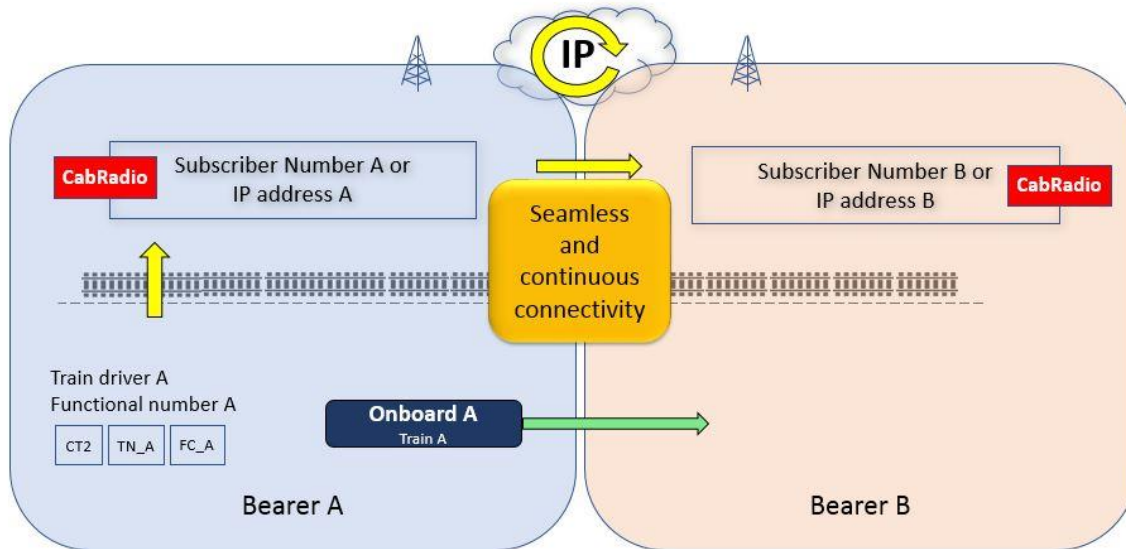 IP
CabRadio
Subscriber Number A or
IP address A
Subscriber Number B or
IP address B
CabRadio
Seamless
and
continuous
connectivity
Train driver A
Functional number A
CT2 TN_A FC_A
Onboard A
Train A
Bearer A
Bearer B